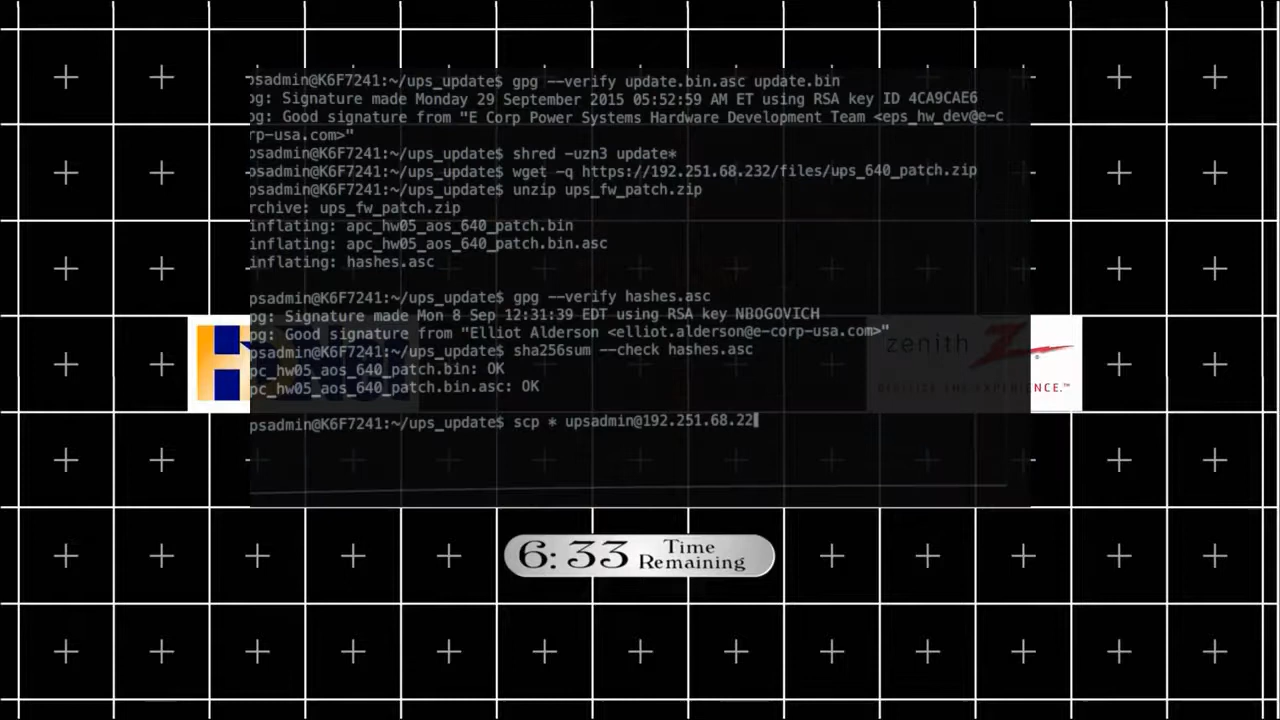 psadmin@K6F7241:~/ups_update$ gpg --verify update.bin.asc update.bin
pg: Signature made Monday 29 September 2015 05:52:59 AM ET using RSA key ID 4CA9CAE6
pg: Good signature from "E Corp Power Systems Hardware Development Team <eps_hw_dev@e-c
rp-usa.com>"
psadmin@K6F7241:~/ups_update$ shred -uzn3 update*
psadmin@K6F7241:~/ups_update$ wget -q https://192.251.68.232/files/ups_640_patch.zip
psadmin@K6F7241:~/ups_update$ unzip ups_fw_patch.zip
rchive: ups_fw_patch.zip
inflating: apc_hw05_aos_640_patch.bin
inflating: apc_hw05_aos_640_patch.bin.asc
inflating: hashes.asc
psadmin@K6F7241:~/ups_update$ gpg --verify hashes.asc
pg: Signature made Mon 8 Sep 12:31:39 EDT using RSA key NBOGOVICH
pg: Good signature from "Elliot Alderson <elliot.alderson@e-corp-usa.com>"
psadmin@K6F7241:~/ups_update$ sha256sum --check hashes.asc
pc_hw05_aos_640_patch.bin: OK
pc_hw05_aos_640_patch.bin.asc: OK
psadmin@K6F7241:~/ups_update$ scp * upsadmin@192.251.68.22
zenith
DIGITIZE THE EXPERIENCE.™
6:33 Time
Remaining